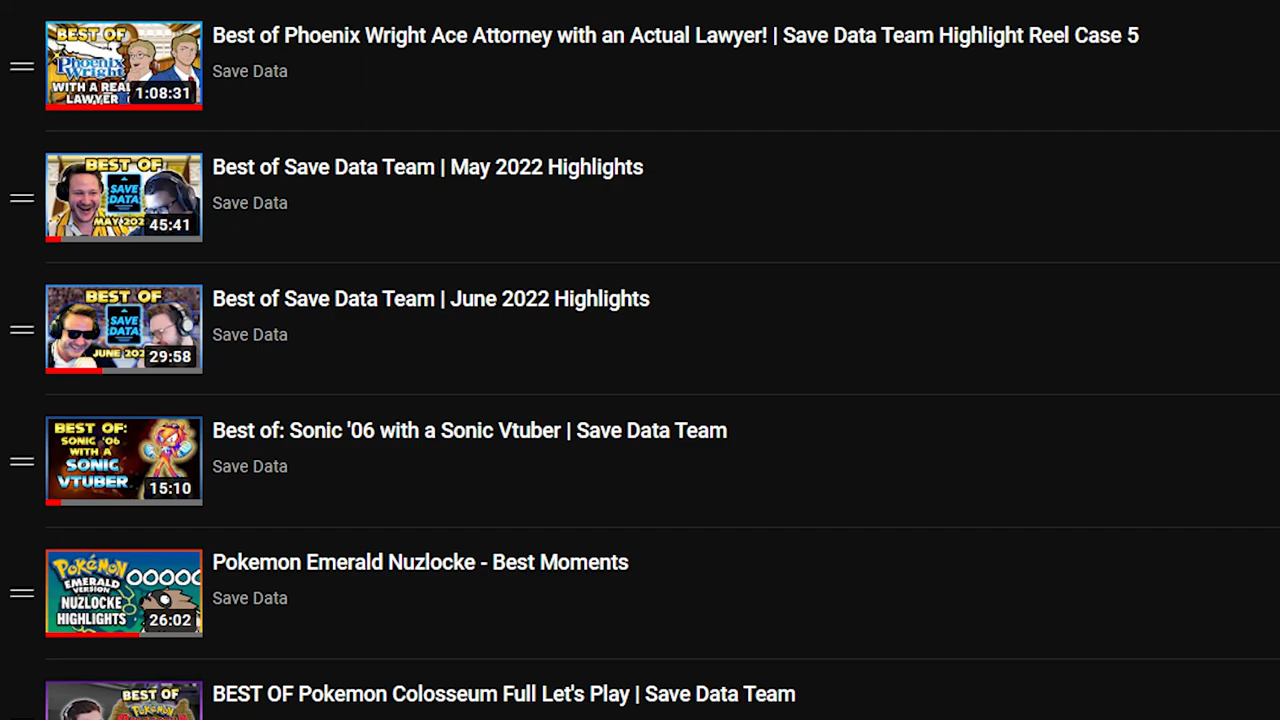 BEST OF
Phoenix
Wright
WITH A REAL
LAWYER
1:08:31
Best of Phoenix Wright Ace Attorney with an Actual Lawyer! | Save Data Team Highlight Reel Case 5
Save Data
BEST OF
SAVE
DATA
MAY 202
45:41
Best of Save Data Team | May 2022 Highlights
Save Data
BEST OF
SAVE
DATA
JUNE 202
29:58
Best of Save Data Team | June 2022 Highlights
Save Data
BEST OF:
SONIC '06
WITH A
SONIC
VTUBER
15:10
Best of: Sonic '06 with a Sonic Vtuber | Save Data Team
Save Data
POKéMON
EMERALD
VERSION
NUZLOCKE
HIGHLIGHTS
OOOOO
26:02
Pokemon Emerald Nuzlocke - Best Moments
Save Data
BEST OF
POKéMON
BEST OF Pokemon Colosseum Full Let's Play | Save Data Team